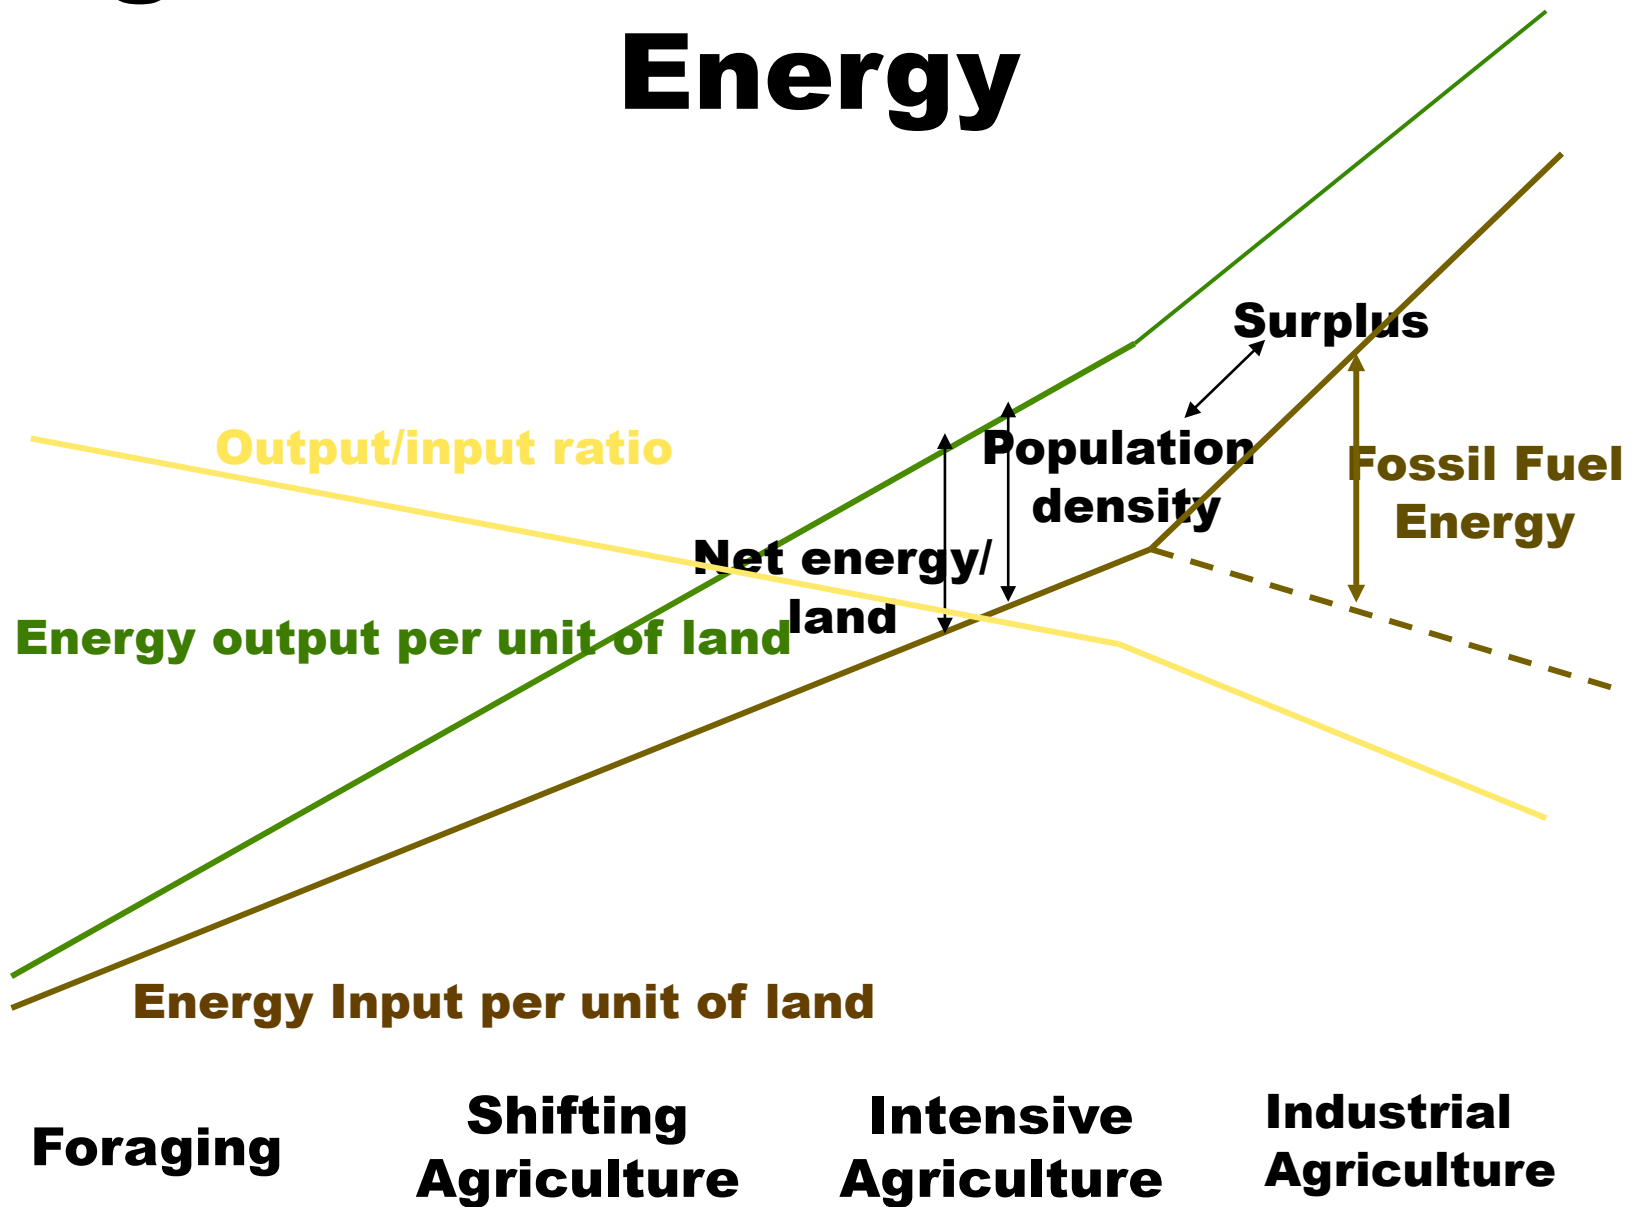 Energy
Surplus
Output/input ratio
Population
density
Fossil Fuel
Energy
Net energy/
land
Energy output per unit of land
Energy Input per unit of land
Foraging
Shifting
Agriculture
Intensive
Agriculture
Industrial
Agriculture